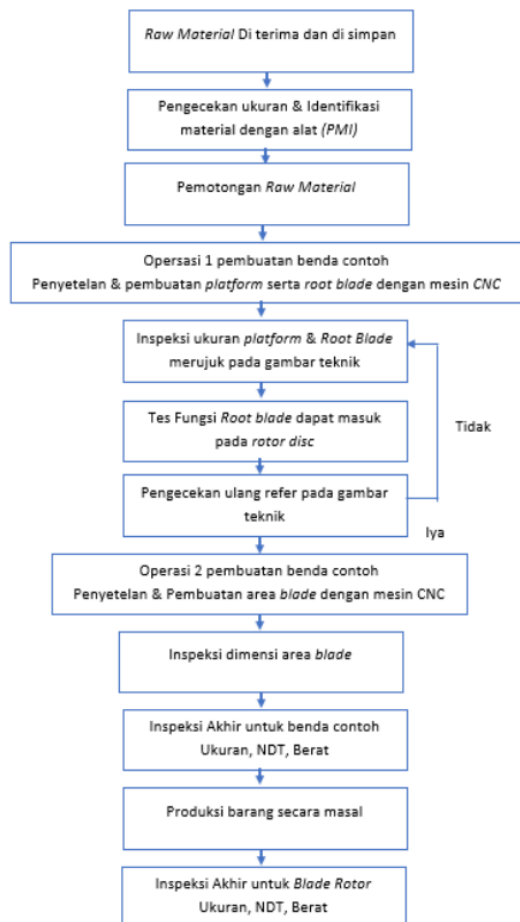 Raw Material Di terima dan di simpan
Pengecekan ukuran & Identifikasi
material dengan alat (PMI)
Pemotongan Raw Material
Opersasi 1 pembuatan benda contoh
Penyetelan & pembuatan platform serta root blade dengan mesin CNC
Inspeksi ukuran platform & Root Blade
merujuk pada gambar teknik
Tes Fungsi Root blade dapat masuk
pada rotor disc
Tidak
Pengecekan ulang refer pada gambar
teknik
Iya
Operasi 2 pembuatan benda contoh
Penyetelan & Pembuatan area blade dengan mesin CNC
Inspeksi dimensi area blade
Inspeksi Akhir untuk benda contoh
Ukuran, NDT, Berat
Produksi barang secara masal
Inspeksi Akhir untuk Blade Rotor
Ukuran, NDT, Berat